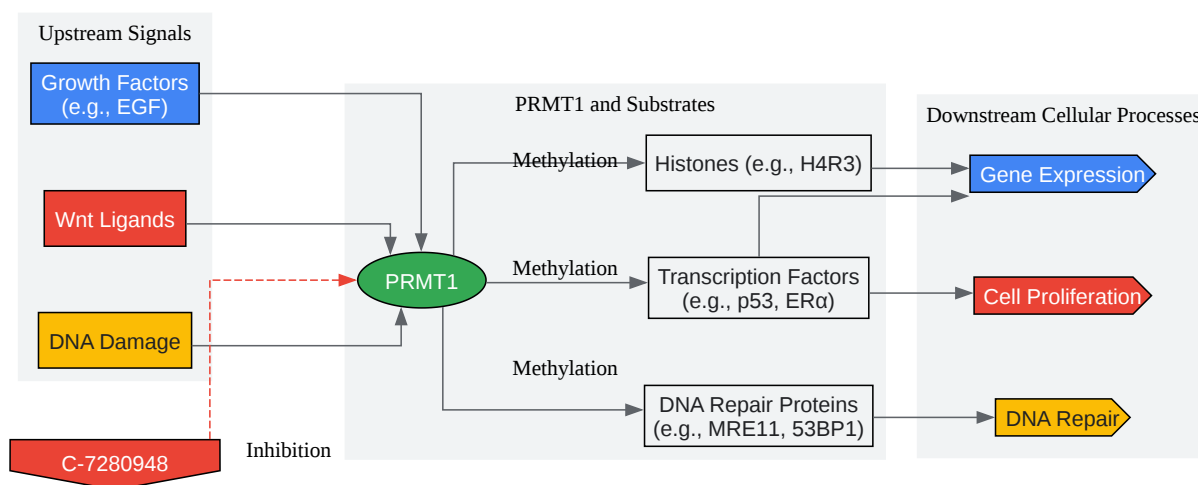 Upstream Signals
Growth Factors
(e.g., EGF)
Wnt Ligands
DNA Damage
C-7280948
Inhibition
PRMT1 and Substrates
PRMT1
Methylation
Histones (e.g., H4R3)
Methylation
Transcription Factors
(e.g., p53, ERα)
Methylation
DNA Repair Proteins
(e.g., MRE11, 53BP1)
Downstream Cellular Processes
Gene Expression
Cell Proliferation
DNA Repair